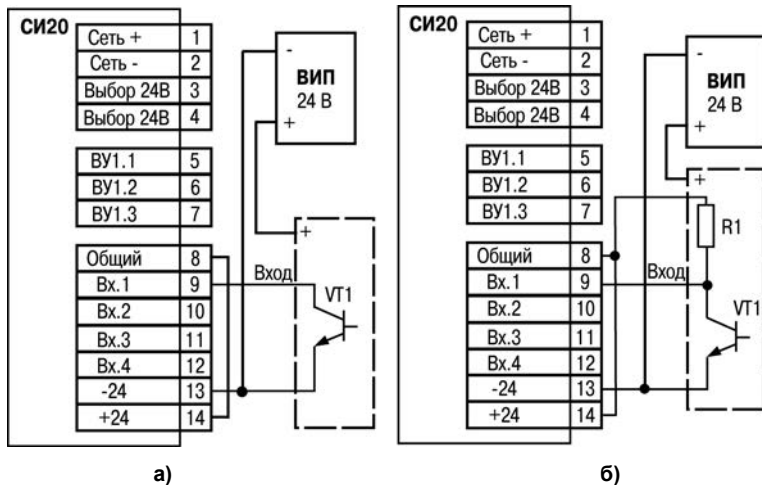 СИ20
Сеть + 1
Сеть - 2
Выбор 24В 3
Выбор 24В 4
ВУ1.1 5
ВУ1.2 6
ВУ1.3 7
Общий 8
Вх.1 9
Вх.2 10
Вх.3 11
Вх.4 12
-24 13
+24 14
-
ВИП
24 В
+
+
Вход
VT1
а)
СИ20
Сеть + 1
Сеть - 2
Выбор 24В 3
Выбор 24В 4
ВУ1.1 5
ВУ1.2 6
ВУ1.3 7
Общий 8
Вх.1 9
Вх.2 10
Вх.3 11
Вх.4 12
-24 13
+24 14
-
ВИП
24 В
+
+
R1
Вход
VT1
б)